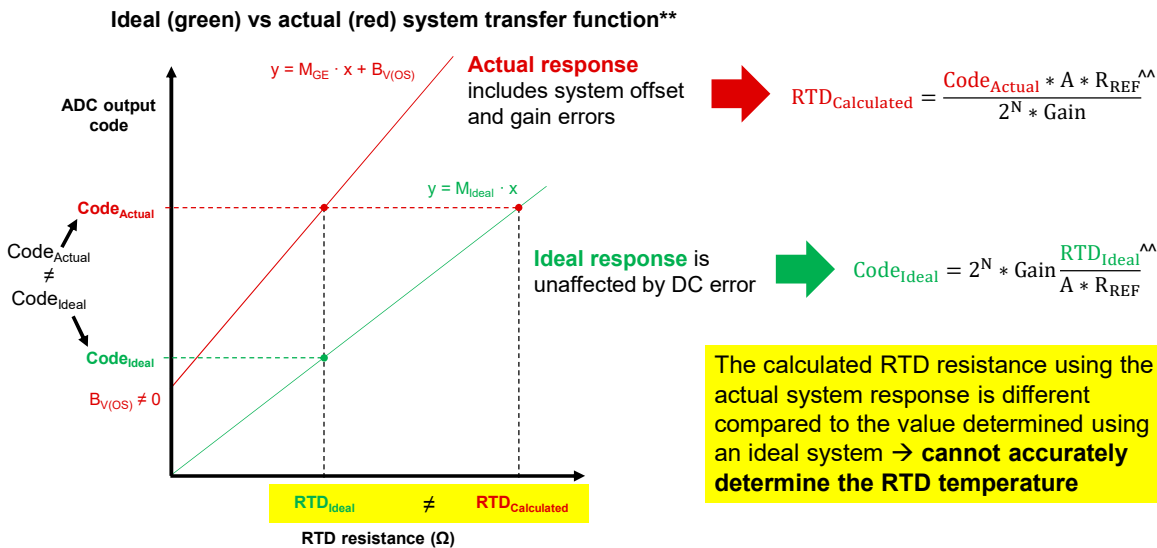 Ideal (green) vs actual (red) system transfer function**
y = M_GE · x + B_V(OS)
ADC output
code
Actual response
includes system offset
and gain errors
RTD_Calculated = (Code_Actual * A * R_REF^^) / (2^N * Gain)
y = M_Ideal · x
Code_Actual
Code_Actual
≠
Code_Ideal
Code_Ideal
Ideal response is
unaffected by DC error
Code_Ideal = 2^N * Gain (RTD_Ideal^^) / (A * R_REF)
B_V(OS) ≠ 0
The calculated RTD resistance using the
actual system response is different
compared to the value determined using
an ideal system → cannot accurately
determine the RTD temperature
RTD_Ideal ≠ RTD_Calculated
RTD resistance (Ω)